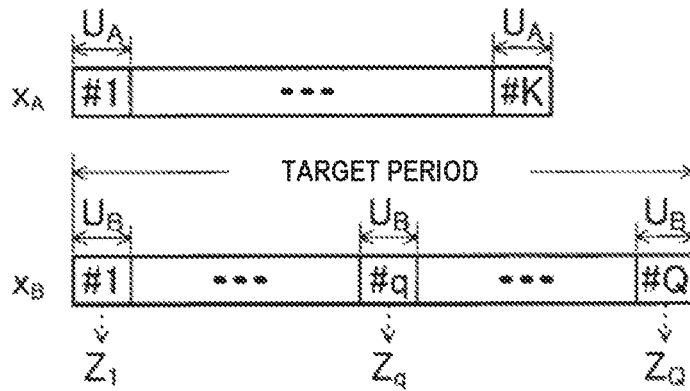 U_A U_A
x_A #1 --- #K
TARGET PERIOD
U_B U_B U_B
x_B #1 --- #q --- #Q
Z_1 Z_q Z_Q